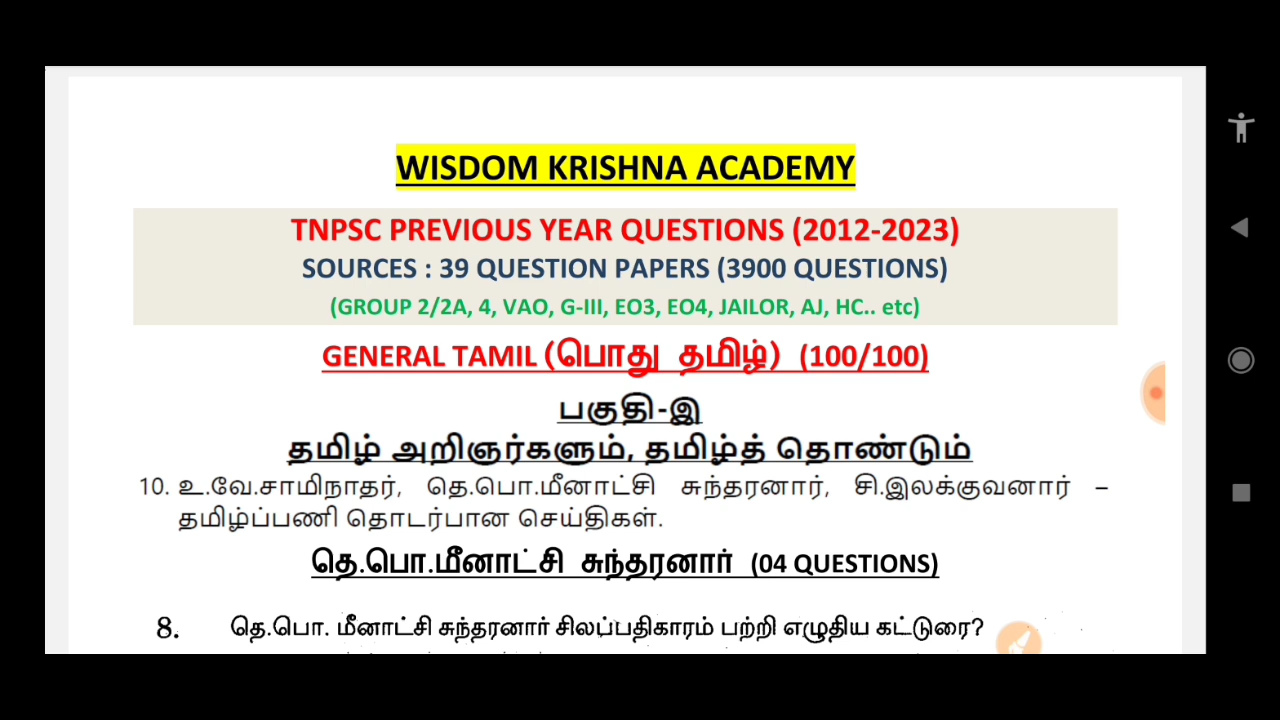 WISDOM KRISHNA ACADEMY
TNPSC PREVIOUS YEAR QUESTIONS (2012-2023)
SOURCES : 39 QUESTION PAPERS (3900 QUESTIONS)
(GROUP 2/2A, 4, VAO, G-III, EO3, EO4, JAILOR, AJ, HC.. etc)
GENERAL TAMIL (பொது தமிழ்) (100/100)
பகுதி-இ
தமிழ் அறிஞர்களும், தமிழ்த் தொண்டும்
10. உ.வே.சாமிநாதர், தெ.பொ.மீனாட்சி சுந்தரனார், சி.இலக்குவனார் –
தமிழ்ப்பணி தொடர்பான செய்திகள்.
தெ.பொ.மீனாட்சி சுந்தரனார் (04 QUESTIONS)
8. தெ.பொ. மீனாட்சி சுந்தரனார் சிலப்பதிகாரம் பற்றி எழுதிய கட்டுரை?